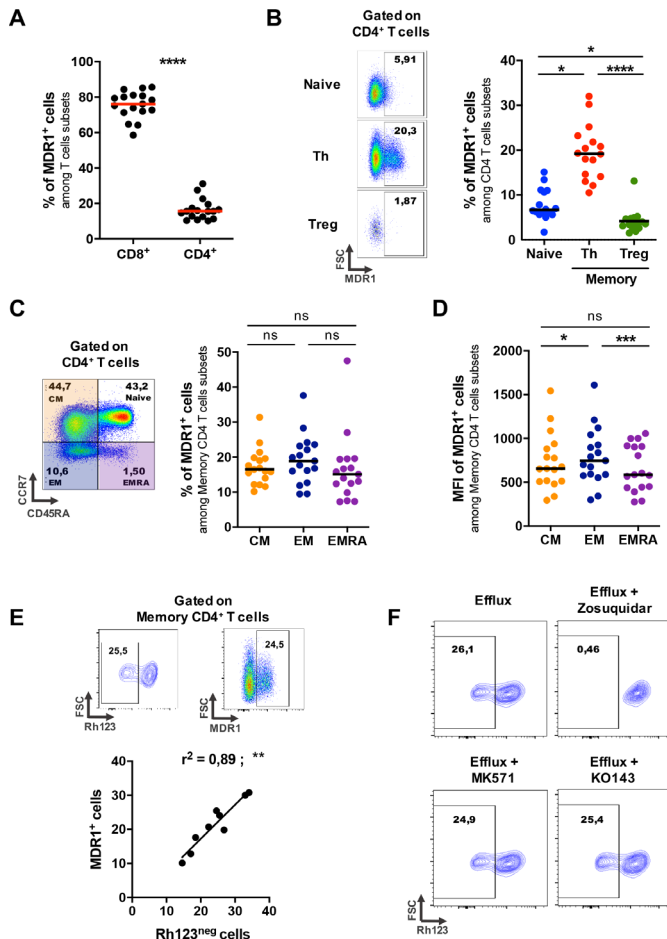 A
****
% of MDR1⁺ cells
among T cells subsets
100
80
60
40
20
0
CD8⁺
CD4⁺
B
Gated on
CD4⁺ T cells
Naive
5,91
Th
20,3
Treg
1,87
FSC
MDR1
*
*
****
% of MDR1⁺ cells
among CD4 T cells subsets
40
30
20
10
0
Naive
Th
Treg
Memory
C
Gated on
CD4⁺ T cells
44,7
CM
43,2
Naive
10,6
EM
1,50
EMRA
CCR7
CD45RA
ns
ns
ns
% of MDR1⁺ cells
among Memory CD4 T cells subsets
50
40
30
20
10
0
CM
EM
EMRA
D
ns
*
***
MFI of MDR1⁺ cells
among Memory CD4 T cells subsets
2000
1500
1000
500
0
CM
EM
EMRA
E
Gated on
Memory CD4⁺ T cells
25,5
FSC
Rh123
24,5
FSC
MDR1
r² = 0,89 ; **
MDR1⁺ cells
40
30
20
10
0
0
10
20
30
40
Rh123ⁿᵉᵍ cells
F
Efflux
26,1
Efflux +
Zosuquidar
0,46
Efflux +
MK571
24,9
Efflux +
KO143
25,4
FSC
Rh123